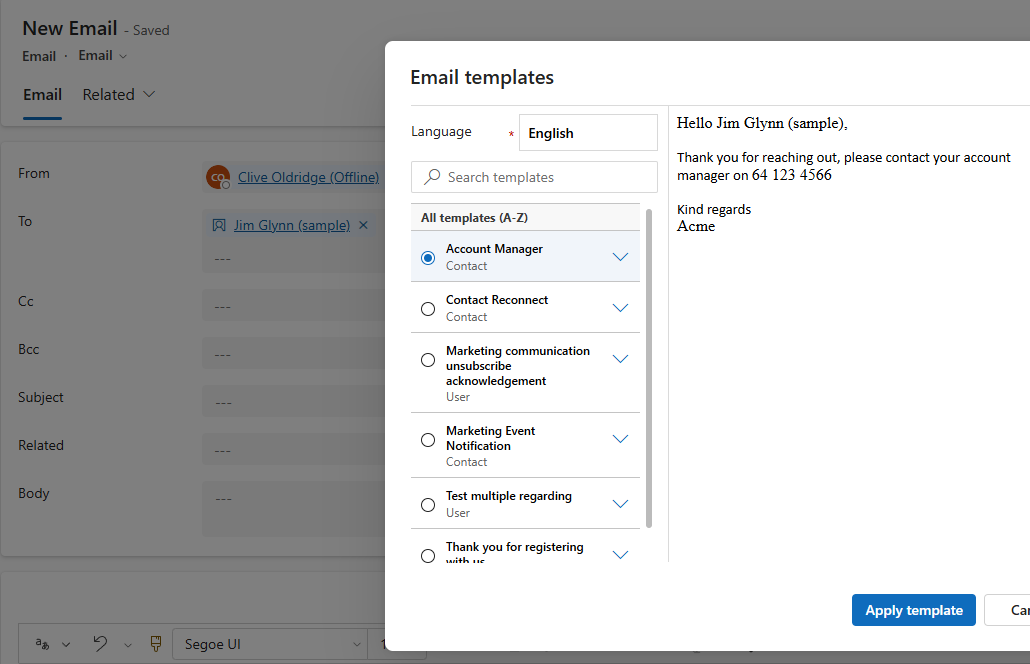 New Email - Saved
Email · Email
Email Related
From
CO Clive Oldridge (Offline)
To
Jim Glynn (sample) ×
---
Cc
---
Bcc
---
Subject
---
Related
---
Body
---
Segoe UI
1
Email templates
Language * English
Search templates
All templates (A-Z)
Account Manager
Contact
Contact Reconnect
Contact
Marketing communication
unsubscribe
acknowledgement
User
Marketing Event
Notification
Contact
Test multiple regarding
User
Thank you for registering
with us
Hello Jim Glynn (sample),
Thank you for reaching out, please contact your account
manager on 64 123 4566
Kind regards
Acme
Apply template
Can